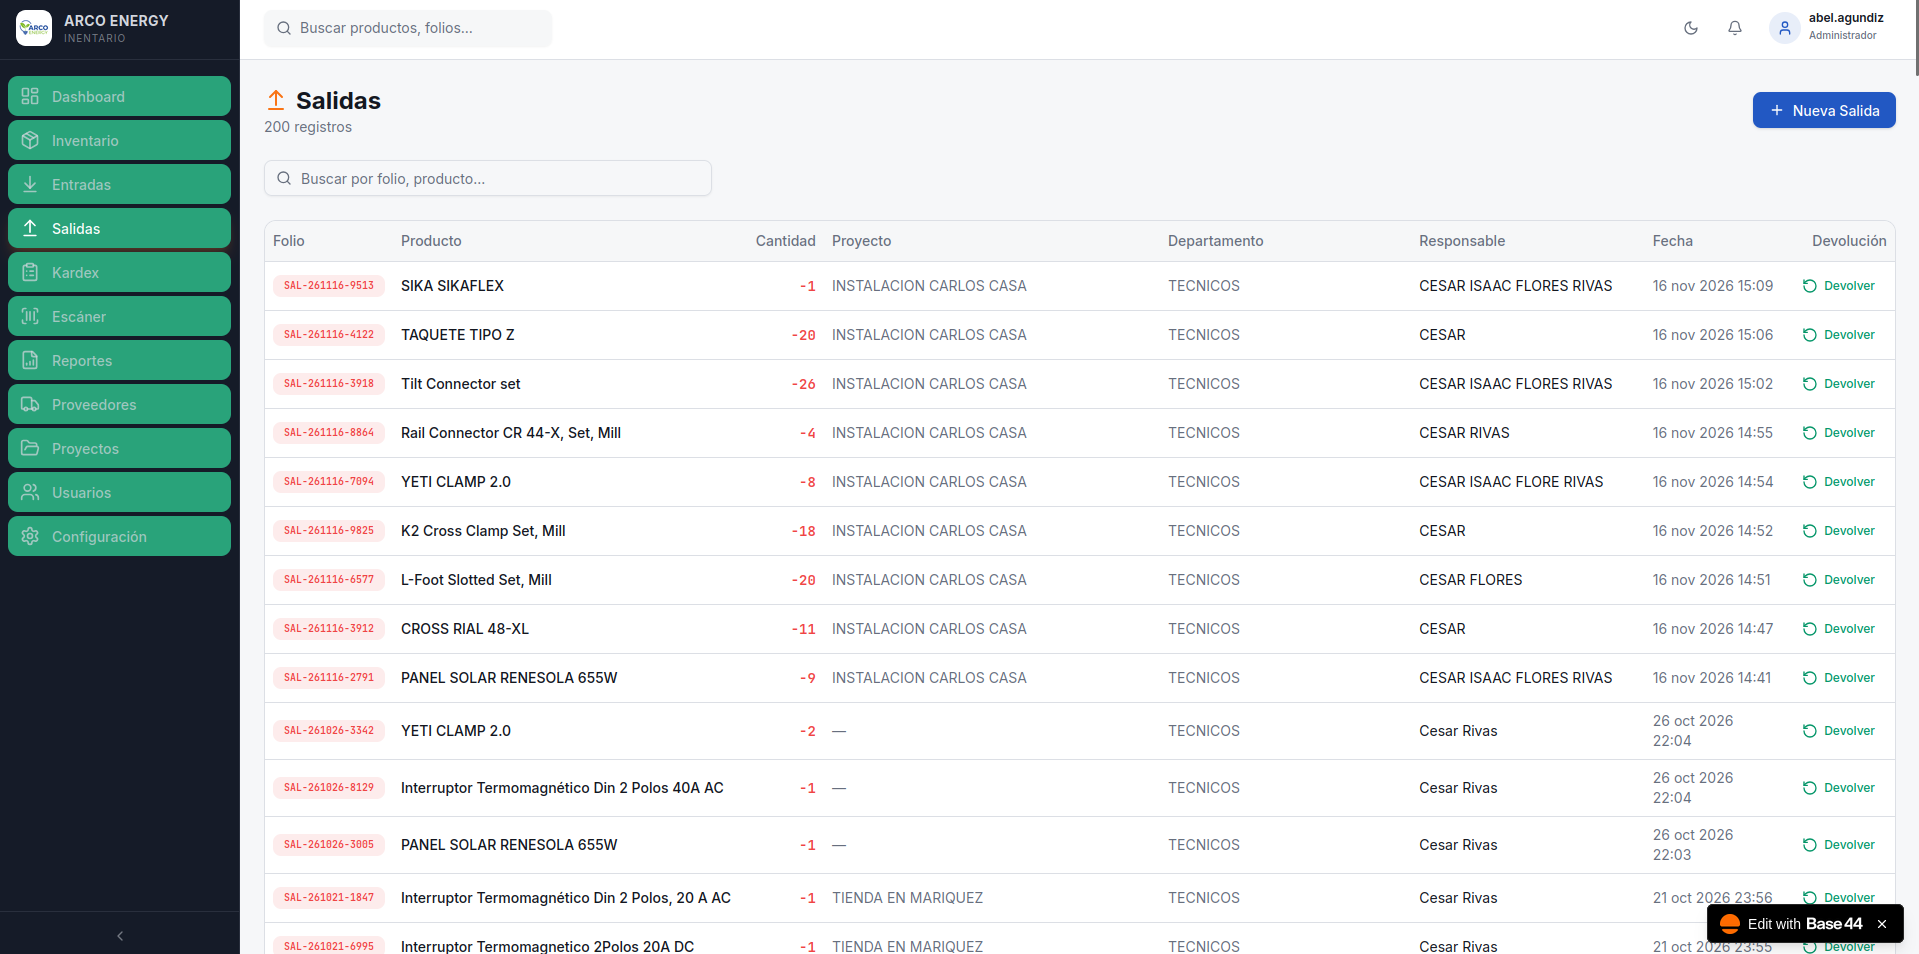 ARCO ENERGY
INENTARIO
Buscar productos, folios...
abel.agundiz
Administrador
Dashboard
Inventario
Entradas
Salidas
Kardex
Escáner
Reportes
Proveedores
Proyectos
Usuarios
Configuración
Salidas
200 registros
Nueva Salida
Buscar por folio, producto...
Folio Producto Cantidad Proyecto Departamento Responsable Fecha Devolución
SAL-261116-9513 SIKA SIKAFLEX -1 INSTALACION CARLOS CASA TECNICOS CESAR ISAAC FLORES RIVAS 16 nov 2026 15:09 Devolver
SAL-261116-4122 TAQUETE TIPO Z -20 INSTALACION CARLOS CASA TECNICOS CESAR 16 nov 2026 15:06 Devolver
SAL-261116-3918 Tilt Connector set -26 INSTALACION CARLOS CASA TECNICOS CESAR ISAAC FLORES RIVAS 16 nov 2026 15:02 Devolver
SAL-261116-8864 Rail Connector CR 44-X, Set, Mill -4 INSTALACION CARLOS CASA TECNICOS CESAR RIVAS 16 nov 2026 14:55 Devolver
SAL-261116-7094 YETI CLAMP 2.0 -8 INSTALACION CARLOS CASA TECNICOS CESAR ISAAC FLORE RIVAS 16 nov 2026 14:54 Devolver
SAL-261116-9825 K2 Cross Clamp Set, Mill -18 INSTALACION CARLOS CASA TECNICOS CESAR 16 nov 2026 14:52 Devolver
SAL-261116-6577 L-Foot Slotted Set, Mill -20 INSTALACION CARLOS CASA TECNICOS CESAR FLORES 16 nov 2026 14:51 Devolver
SAL-261116-3912 CROSS RIAL 48-XL -11 INSTALACION CARLOS CASA TECNICOS CESAR 16 nov 2026 14:47 Devolver
SAL-261116-2791 PANEL SOLAR RENESOLA 655W -9 INSTALACION CARLOS CASA TECNICOS CESAR ISAAC FLORES RIVAS 16 nov 2026 14:41 Devolver
SAL-261026-3342 YETI CLAMP 2.0 -2 — TECNICOS Cesar Rivas 26 oct 2026 22:04 Devolver
SAL-261026-8129 Interruptor Termomagnético Din 2 Polos 40A AC -1 — TECNICOS Cesar Rivas 26 oct 2026 22:04 Devolver
SAL-261026-3005 PANEL SOLAR RENESOLA 655W -1 — TECNICOS Cesar Rivas 26 oct 2026 22:03 Devolver
SAL-261021-1847 Interruptor Termomagnético Din 2 Polos, 20 A AC -1 TIENDA EN MARIQUEZ TECNICOS Cesar Rivas 21 oct 2026 23:56 Devolver
SAL-261021-6995 Interruptor Termomagnetico 2Polos 20A DC -1 TIENDA EN MARIQUEZ TECNICOS Cesar Rivas 21 oct 2026 23:55 Devolver
Edit with Base 44